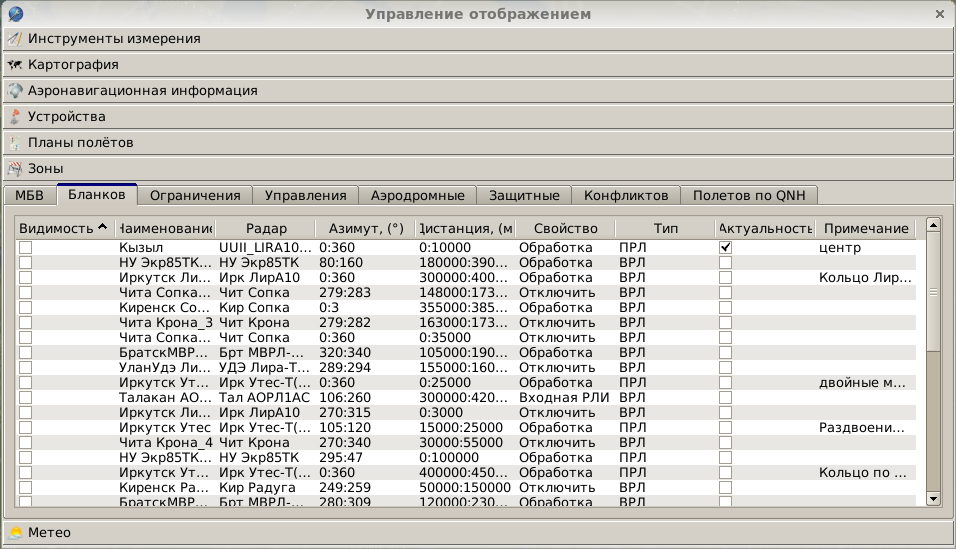 Управление отображением
Инструменты измерения
Картография
Аэронавигационная информация
Устройства
Планы полётов
Зоны
МБВ Бланков Ограничения Управления Аэродромные Защитные Конфликтов Полетов по QNH
Видимость Наименование Радар Азимут, (°) Дистанция, (м Свойство Тип Актуальность Примечание
Кызыл UUII_LIRA10... 0:360 0:10000 Обработка ПРЛ центр
НУ Экр85ТК... НУ Экр85ТК 80:160 180000:390... Обработка ВРЛ
Иркутск Ли... Ирк ЛирА10 0:360 300000:400... Обработка ВРЛ Кольцо Лир...
Чита Сопка... Чит Сопка 279:283 148000:173... Отключить ВРЛ
Киренск Со... Кир Сопка 0:3 355000:385... Обработка ВРЛ
Чита Крона_3 Чит Крона 279:282 163000:173... Отключить ВРЛ
Чита Сопка... Чит Сопка 0:360 0:35000 Отключить ВРЛ
БратскМВР... Брт МВРЛ-... 320:340 105000:190... Обработка ВРЛ
УланУдэ Ли... УДЭ Лира-Т... 289:294 155000:160... Отключить ВРЛ
Иркутск Ут... Ирк Утес-Т(... 0:360 0:25000 Обработка ПРЛ двойные м...
Талакан АО... Тал АОРЛ1АС 106:260 300000:420... Входная РЛИ ВРЛ
Иркутск Ли... Ирк ЛирА10 270:315 0:3000 Отключить ВРЛ
Иркутск Утес Ирк Утес-Т(... 105:120 15000:25000 Обработка ПРЛ Раздвоени...
Чита Крона_4 Чит Крона 270:340 30000:55000 Отключить ВРЛ
НУ Экр85ТК... НУ Экр85ТК 295:47 0:100000 Обработка ПРЛ
Иркутск Ут... Ирк Утес-Т(... 0:360 400000:450... Обработка ПРЛ Кольцо по ...
Киренск Ра... Кир Радуга 249:259 50000:150000 Отключить ВРЛ
БратскМВР... Брт МВРЛ-... 280:309 120000:230... Обработка ВРЛ
Метео